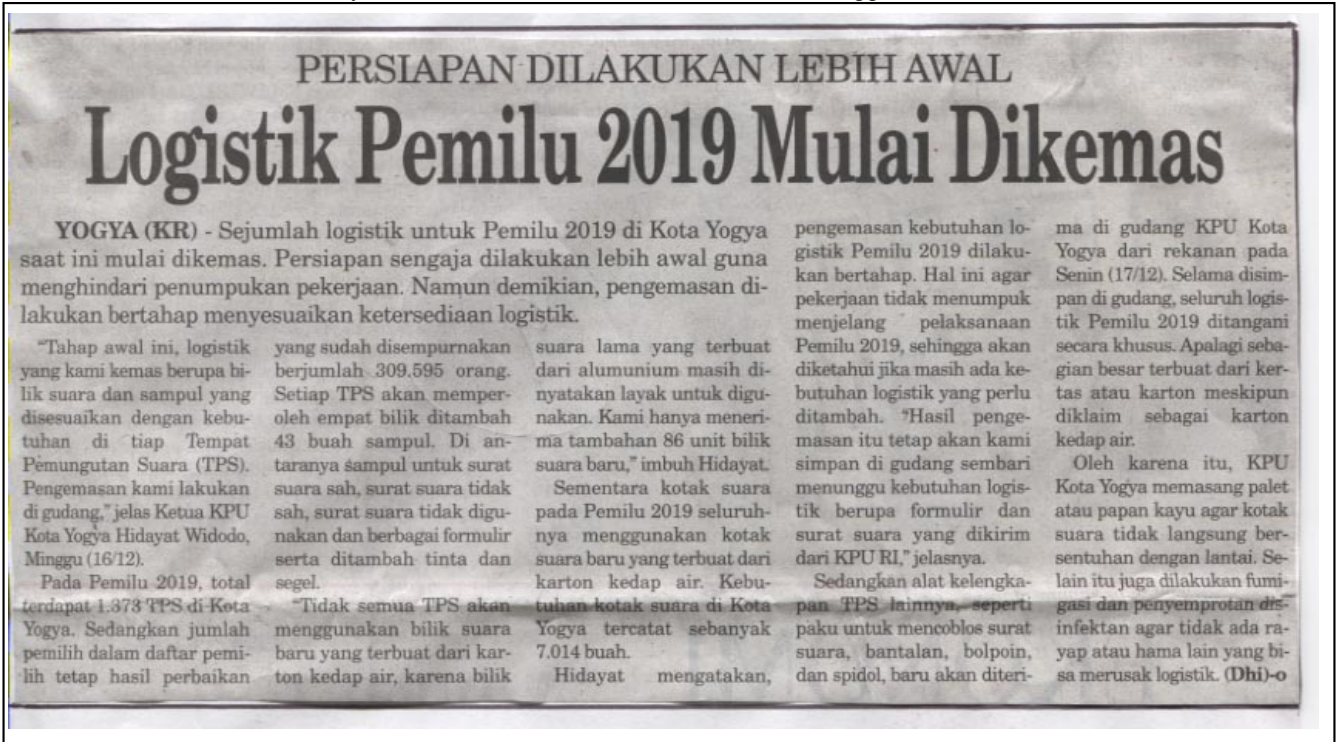 PERSIAPAN DILAKUKAN LEBIH AWAL
Logistik Pemilu 2019 Mulai Dikemas
YOGYA (KR) - Sejumlah logistik untuk Pemilu 2019 di Kota Yogya
saat ini mulai dikemas. Persiapan sengaja dilakukan lebih awal guna
menghindari penumpukan pekerjaan. Namun demikian, pengemasan di-
lakukan bertahap menyesuaikan ketersediaan logistik.
"Tahap awal ini, logistik
yang kami kemas berupa bi-
lik suara dan sampul yang
disesuaikan dengan kebu-
tuhan di tiap Tempat
Pemungutan Suara (TPS).
Pengemasan kami lakukan
di gudang," jelas Ketua KPU
Kota Yogya Hidayat Widodo,
Minggu (16/12).
Pada Pemilu 2019, total
terdapat 1.373 TPS di Kota
Yogya. Sedangkan jumlah
pemilih dalam daftar pemi-
lih tetap hasil perbaikan
yang sudah disempurnakan
berjumlah 309.595 orang.
Setiap TPS akan memper-
oleh empat bilik ditambah
43 buah sampul. Di an-
taranya sampul untuk surat
suara sah, surat suara tidak
sah, surat suara tidak digu-
nakan dan berbagai formulir
serta ditambah tinta dan
segel.
"Tidak semua TPS akan
menggunakan bilik suara
baru yang terbuat dari kar-
ton kedap air, karena bilik
suara lama yang terbuat
dari alumunium masih di-
nyatakan layak untuk digu-
nakan. Kami hanya meneri-
ma tambahan 86 unit bilik
suara baru," imbuh Hidayat.
Sementara kotak suara
pada Pemilu 2019 seluruh-
nya menggunakan kotak
suara baru yang terbuat dari
karton kedap air. Kebu-
tuhan kotak suara di Kota
Yogya tercatat sebanyak
7.014 buah.
Hidayat mengatakan,
pengemasan kebutuhan lo-
gistik Pemilu 2019 dilaku-
kan bertahap. Hal ini agar
pekerjaan tidak menumpuk
menjelang pelaksanaan
Pemilu 2019, sehingga akan
diketahui jika masih ada ke-
butuhan logistik yang perlu
ditambah. "Hasil penge-
masan itu tetap akan kami
simpan di gudang sembari
menunggu kebutuhan logis-
tik berupa formulir dan
surat suara yang dikirim
dari KPU RI," jelasnya.
Sedangkan alat kelengka-
pan TPS lainnya, seperti
paku untuk mencoblos surat
suara, bantalan, bolpoin,
dan spidol, baru akan diteri-
ma di gudang KPU Kota
Yogya dari rekanan pada
Senin (17/12). Selama disim-
pan di gudang, seluruh logis-
tik Pemilu 2019 ditangani
secara khusus. Apalagi seba-
gian besar terbuat dari ker-
tas atau karton meskipun
diklaim sebagai karton
kedap air.
Oleh karena itu, KPU
Kota Yogya memasang palet
atau papan kayu agar kotak
suara tidak langsung ber-
sentuhan dengan lantai. Se-
lain itu juga dilakukan fumi-
gasi dan penyemprotan dis-
infektan agar tidak ada ra-
yap atau hama lain yang bi-
sa merusak logistik. (Dhi)-o